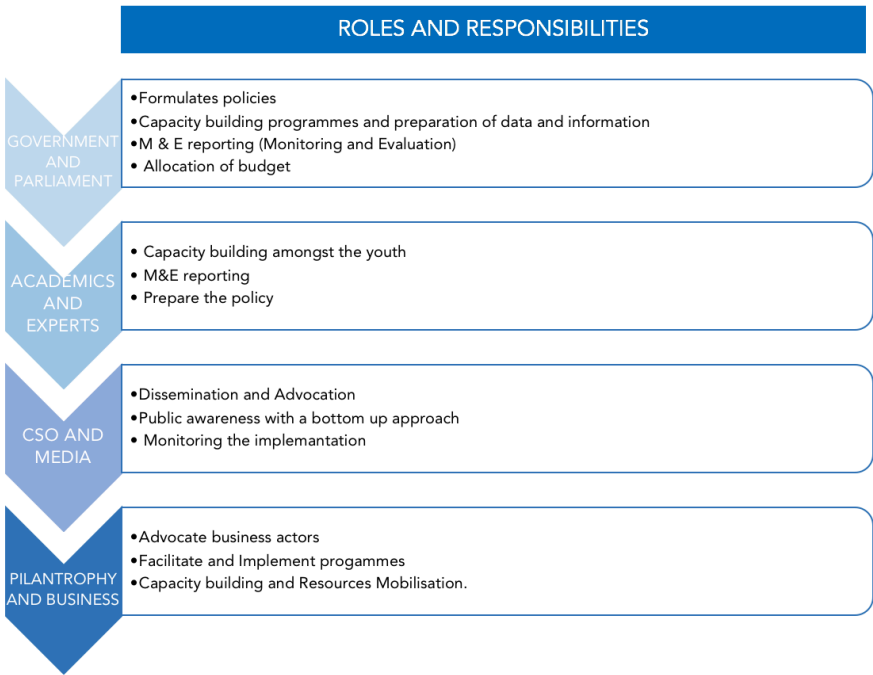 ROLES AND RESPONSIBILITIES
GOVERNMENT
AND
PARLIAMENT
•Formulates policies
•Capacity building programmes and preparation of data and information
•M & E reporting (Monitoring and Evaluation)
• Allocation of budget
ACADEMICS
AND
EXPERTS
• Capacity building amongst the youth
• M&E reporting
• Prepare the policy
CSO AND
MEDIA
•Dissemination and Advocation
•Public awareness with a bottom up approach
• Monitoring the implemantation
PILANTROPHY
AND BUSINESS
•Advocate business actors
•Facilitate and Implement progammes
•Capacity building and Resources Mobilisation.